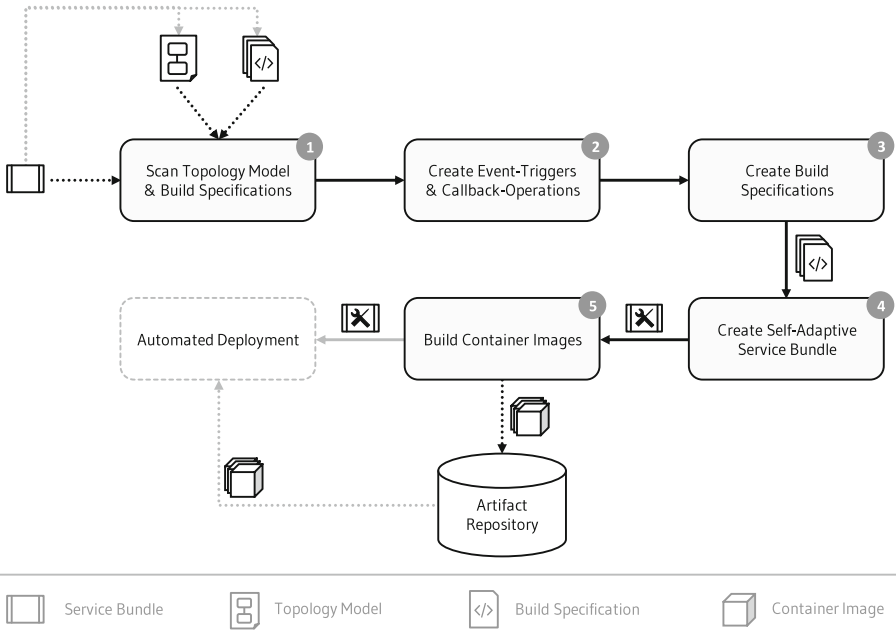 1
Scan Topology Model
& Build Specifications
2
Create Event-Triggers
& Callback-Operations
3
Create Build
Specifications
</>
</>
4
Create Self-Adaptive
Service Bundle
5
Build Container Images
Automated Deployment
Artifact
Repository
Service Bundle
Topology Model
</>
Build Specification
Container Image